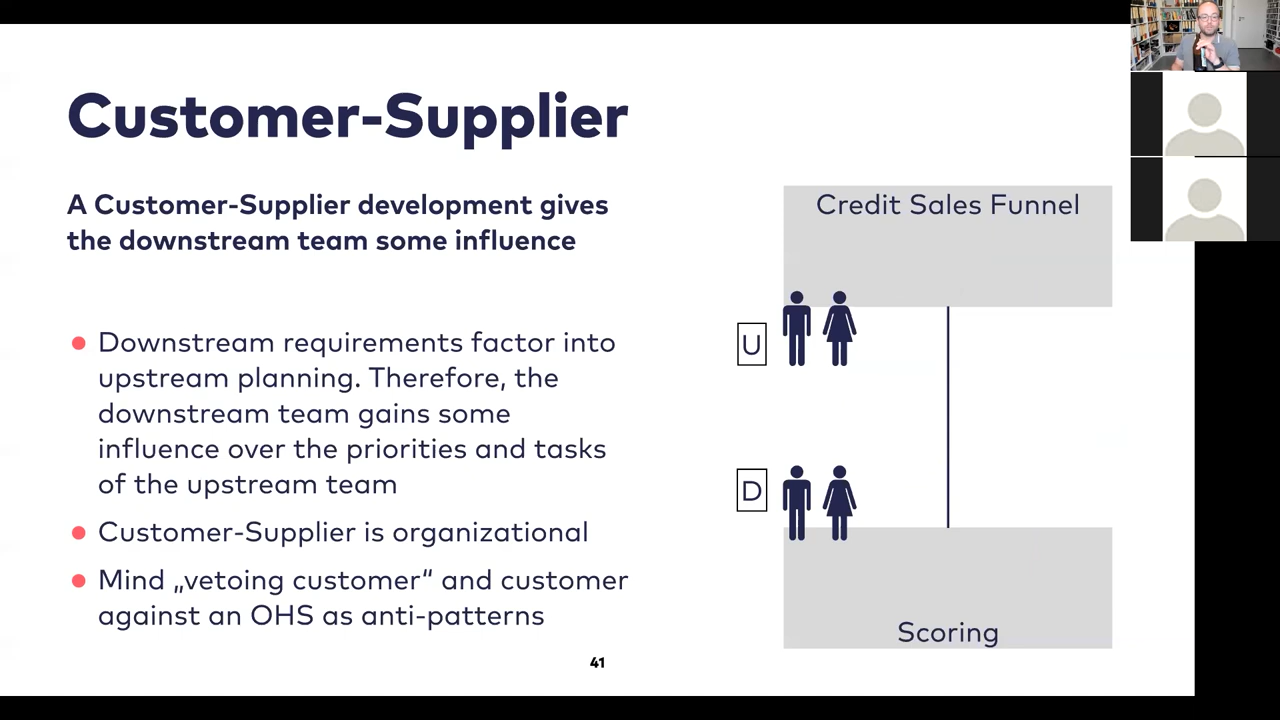 Customer-Supplier
A Customer-Supplier development gives
the downstream team some influence
Downstream requirements factor into
upstream planning. Therefore, the
downstream team gains some
influence over the priorities and tasks
of the upstream team
Customer-Supplier is organizational
Mind „vetoing customer“ and customer
against an OHS as anti-patterns
Credit Sales Funnel
U
D
Scoring
41